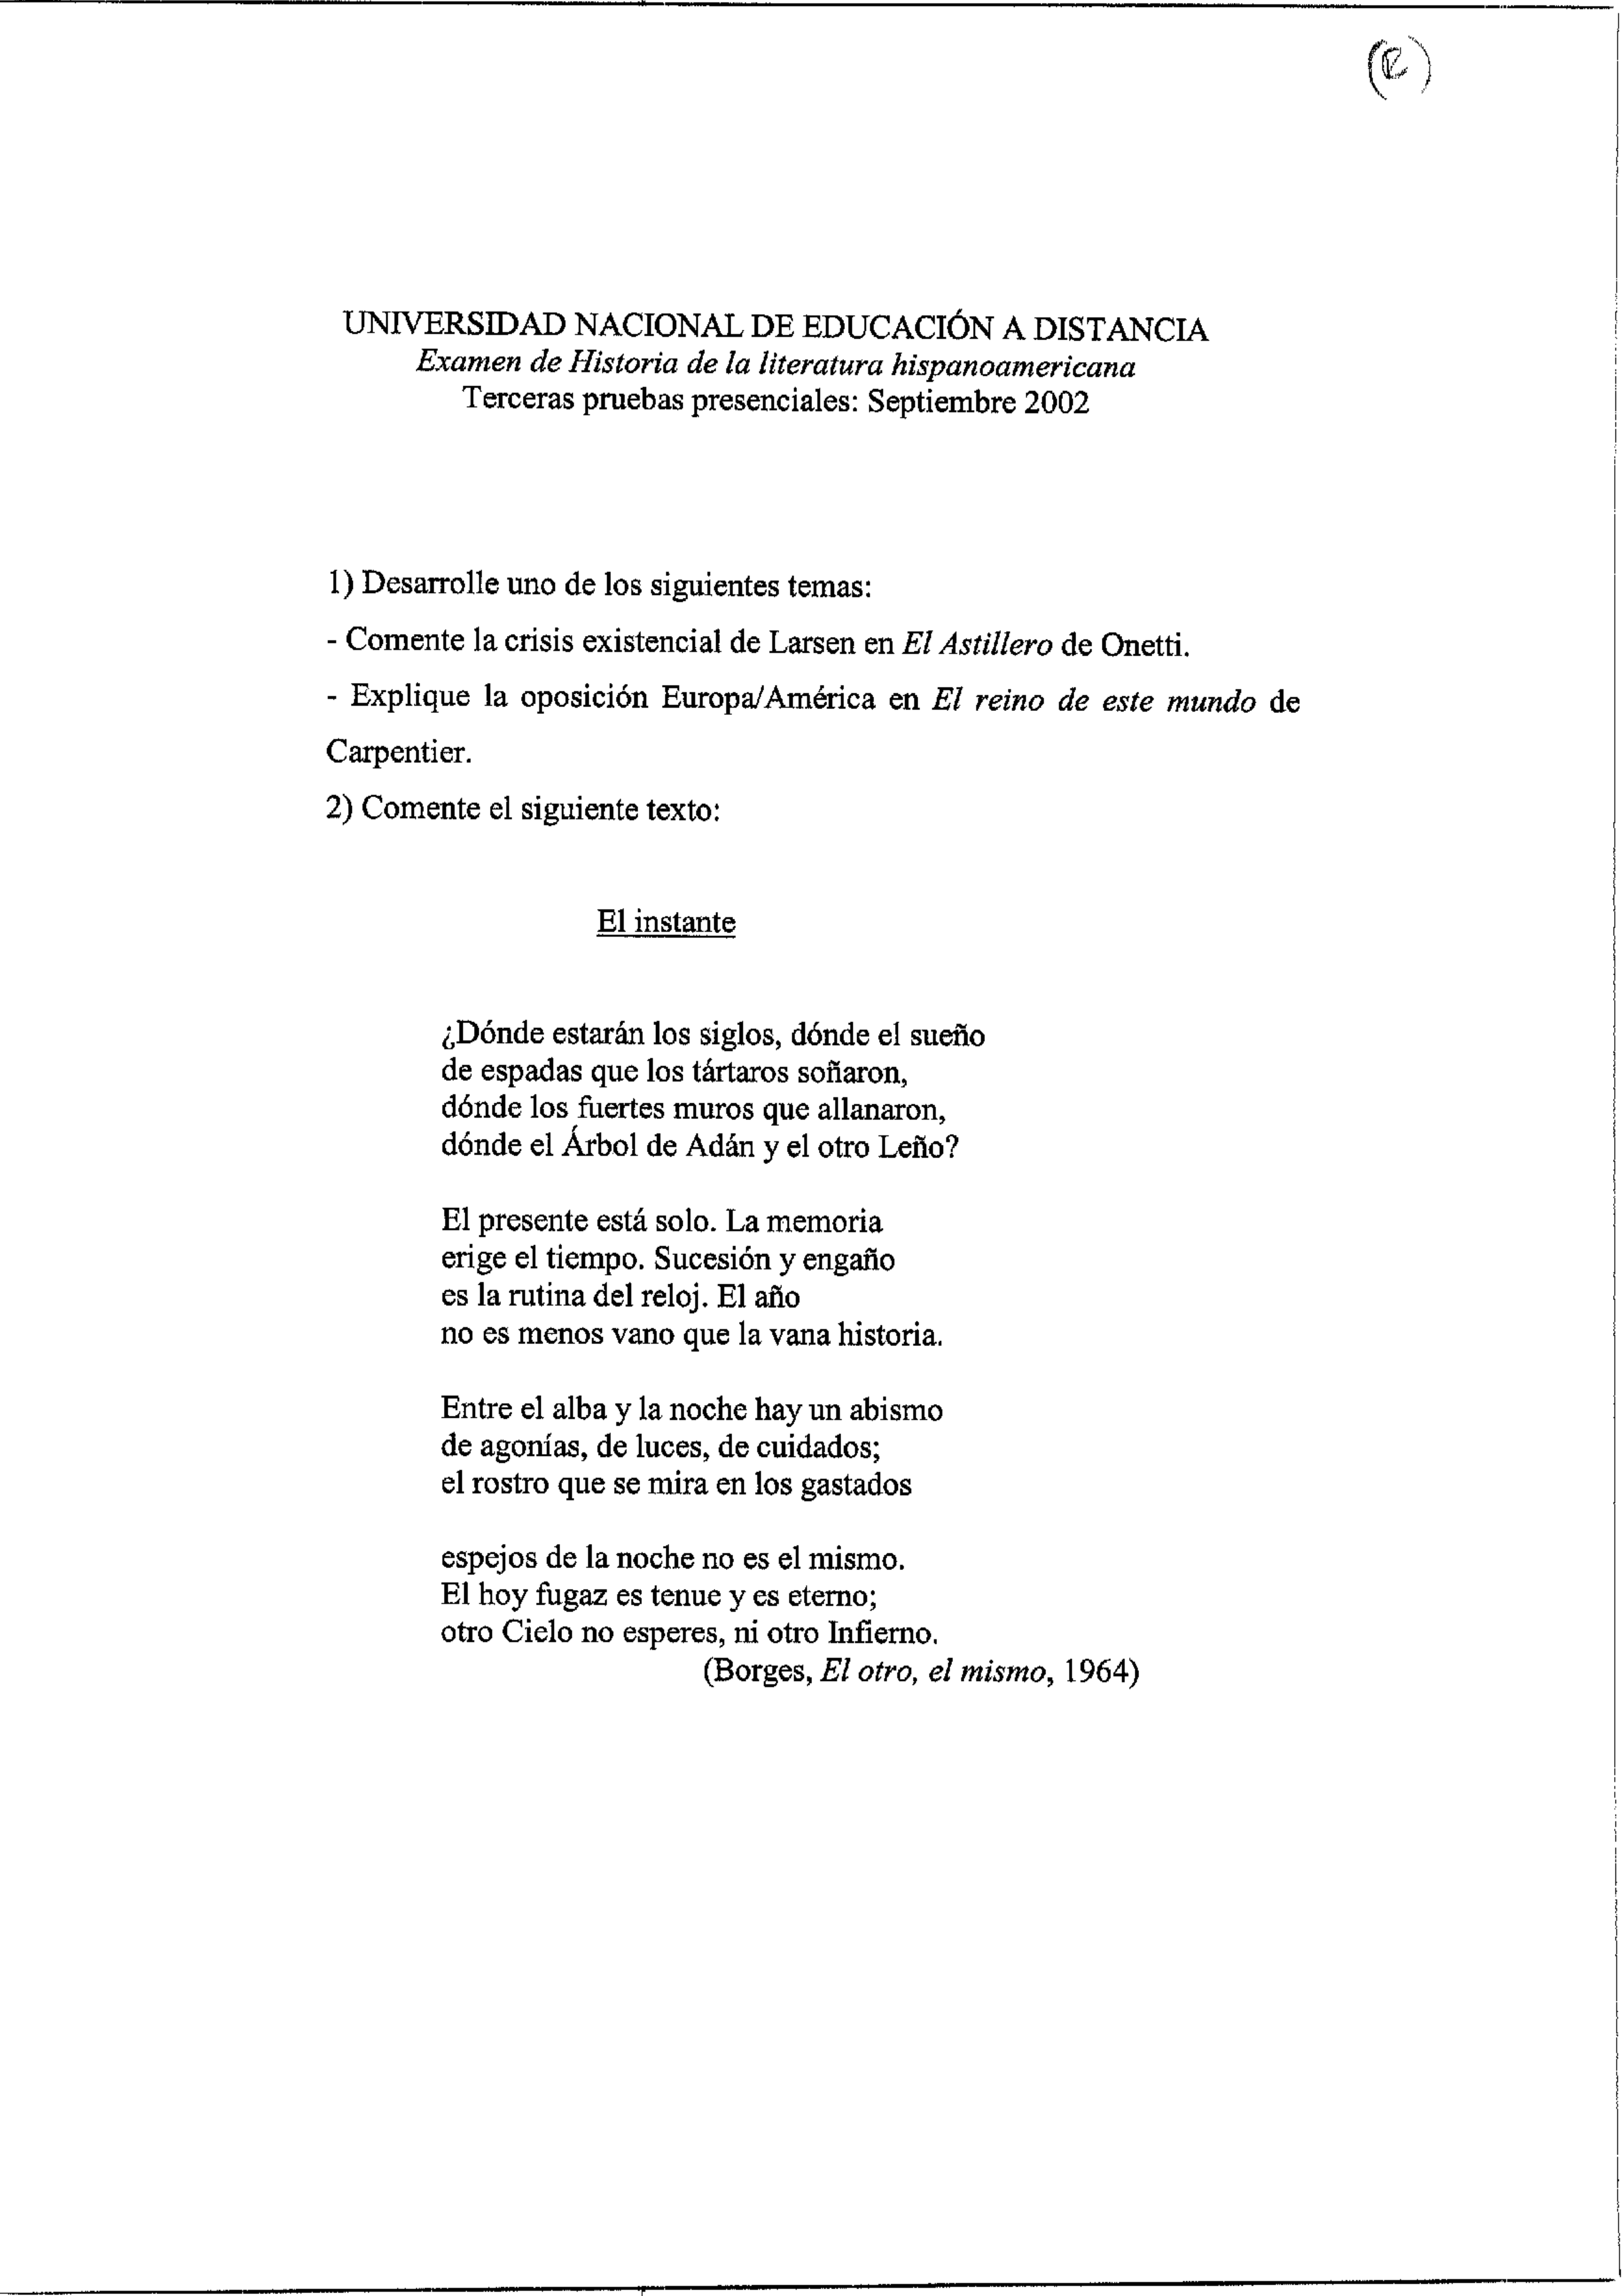 UNIVERSIDAD NACIONAL DE EDUCACIÓN A DISTANCIA
Examen de Historia de la literatura hispanoamericana
Terceras pruebas presenciales: Septiembre 2002
1) Desarrolle uno de los siguientes temas:
- Comente la crisis existencial de Larsen en El Astillero de Onetti.
- Explique la oposición Europa/América en El reino de este mundo de
Carpentier.
2) Comente el siguiente texto:
El instante
¿Dónde estarán los siglos, dónde el sueño
de espadas que los tártaros soñaron,
dónde los fuertes muros que allanaron,
dónde el Árbol de Adán y el otro Leño?
El presente está solo. La memoria
erige el tiempo. Sucesión y engaño
es la rutina del reloj. El año
no es menos vano que la vana historia.
Entre el alba y la noche hay un abismo
de agonías, de luces, de cuidados;
el rostro que se mira en los gastados
espejos de la noche no es el mismo.
El hoy fugaz es tenue y es eterno;
otro Cielo no esperes, ni otro Infierno.
(Borges, El otro, el mismo, 1964)